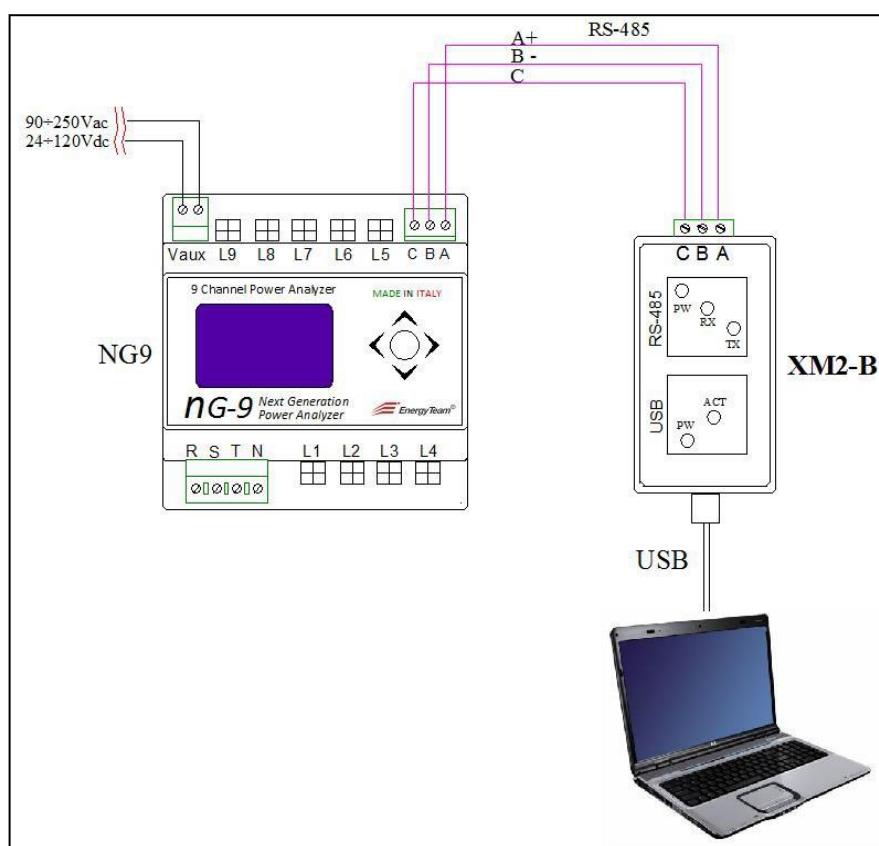 RS-485
A+
B -
C
90÷250Vac
24÷120Vdc
Vaux L9 L8 L7 L6 L5 C B A
9 Channel Power Analyzer
MADE IN ITALY
NG9
nG-9 Next Generation
Power Analyzer
EnergyTeam©
R S T N L1 L2 L3 L4
C B A
RS-485
PW
RX
TX
XM2-B
USB
ACT
PW
USB